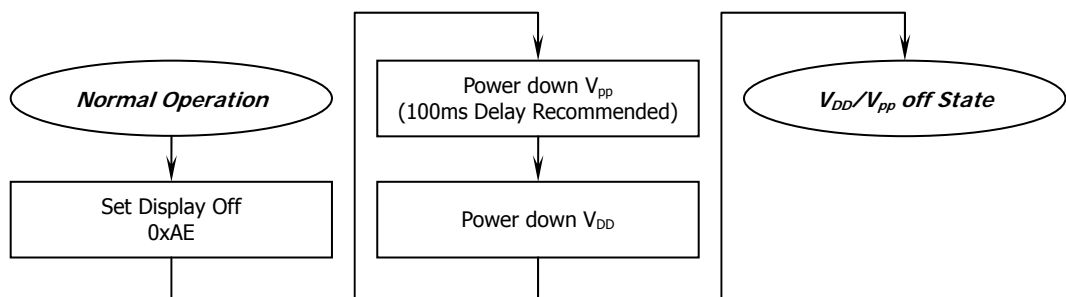 Normal Operation
Set Display Off
0xAE
Power down Vpp
(100ms Delay Recommended)
Power down VDD
VDD/Vpp off State